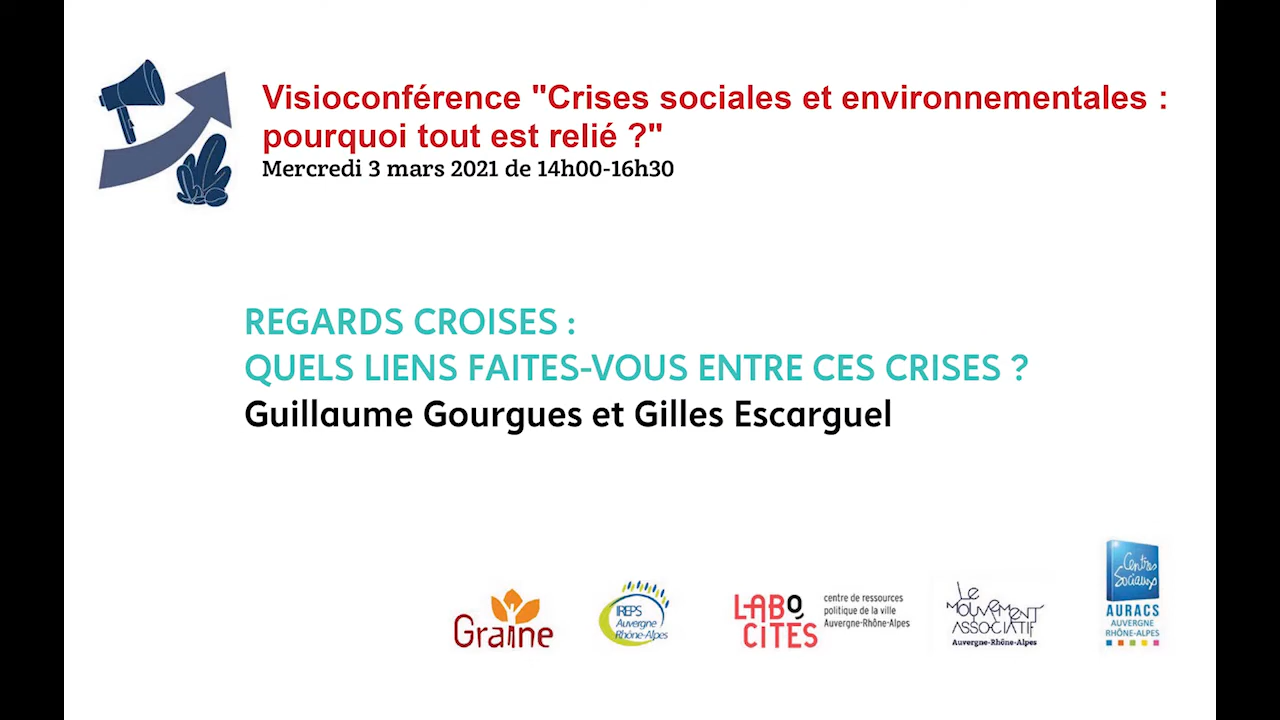 Visioconférence "Crises sociales et environnementales :
pourquoi tout est relié ?"
Mercredi 3 mars 2021 de 14h00-16h30
REGARDS CROISES :
QUELS LIENS FAITES-VOUS ENTRE CES CRISES ?
Guillaume Gourgues et Gilles Escarguel
Graine
IREPS
Auvergne
Rhône-Alpes
LABO
CITÉS
centre de ressources
politique de la ville
Auvergne-Rhône-Alpes
Le
Mouvement
Associatif
Auvergne-Rhône-Alpes
Centres
Sociaux
AURACS
AUVERGNE
RHÔNE-ALPES